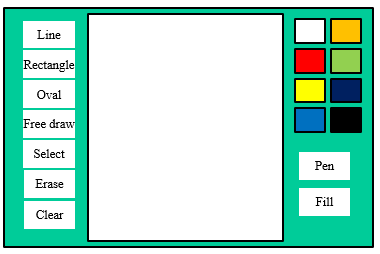 Line
Rectangle
Oval
Free draw
Select
Erase
Clear
Pen
Fill